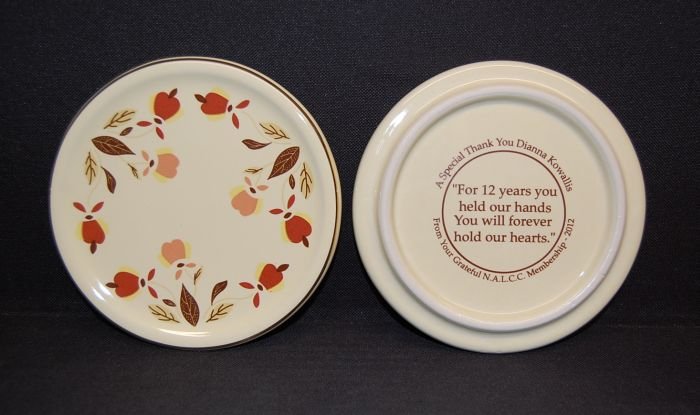 A Special Thank You Dianna Kowallis
"For 12 years you
held our hands
You will forever
hold our hearts."
From Your Grateful N.A.L.C.C. Membership - 2012